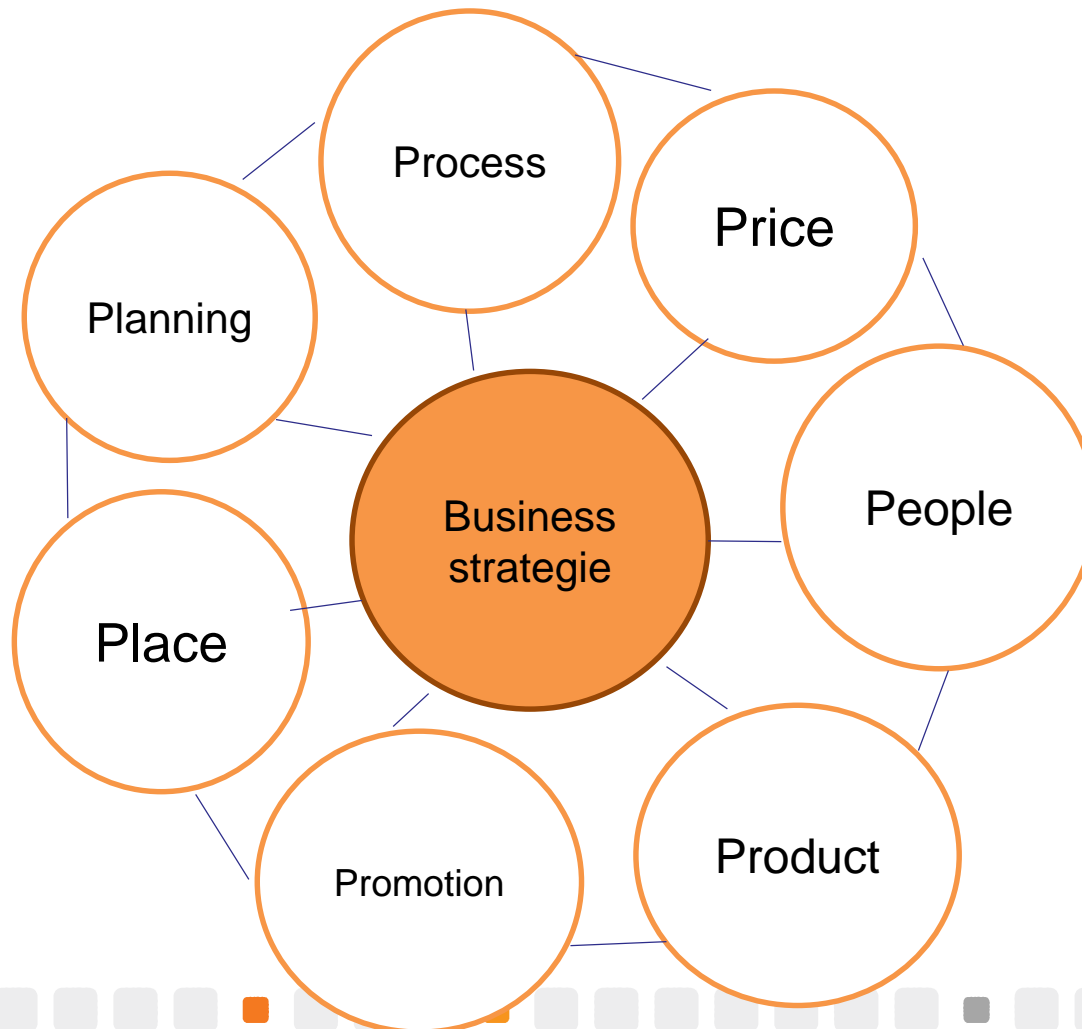 Process
Price
Planning
People
Business
strategie
Place
Product
Promotion